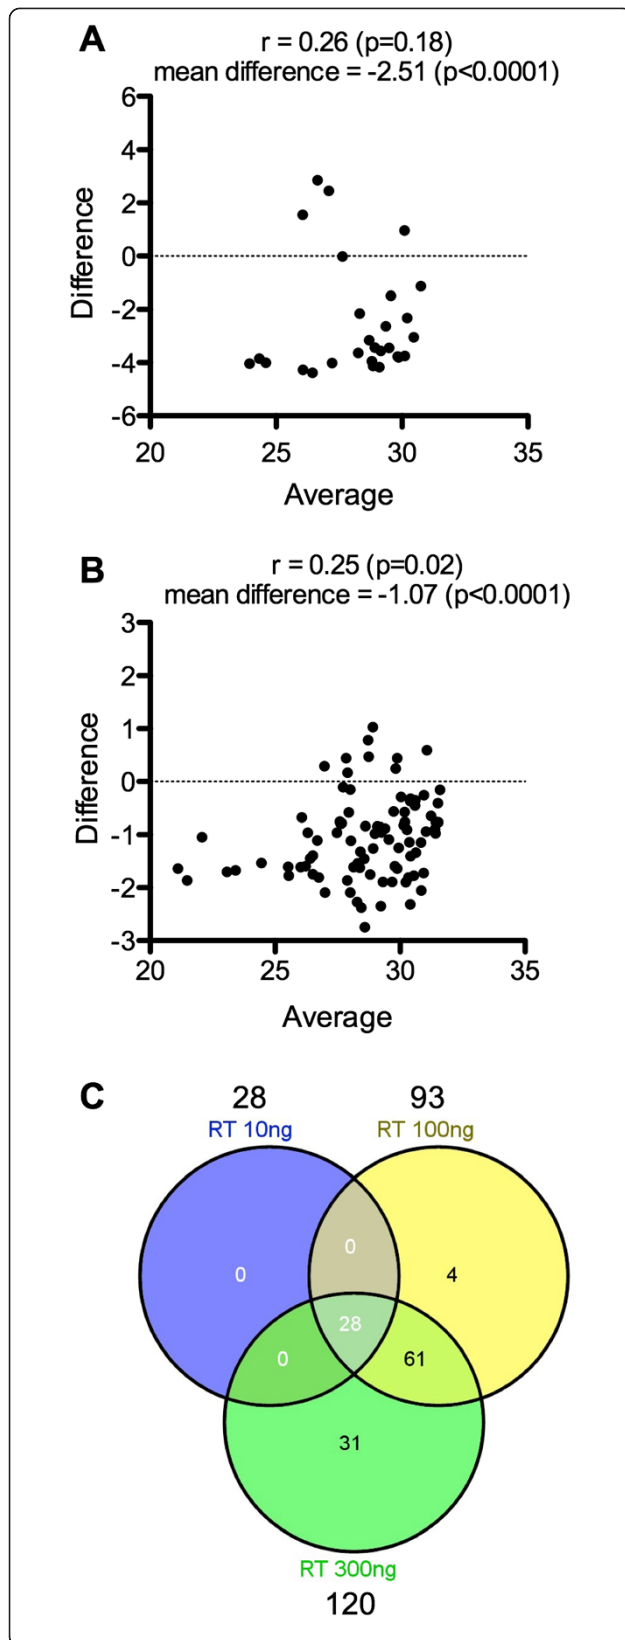 A
r = 0.26 (p=0.18)
mean difference = -2.51 (p<0.0001)
6
4
2
0
-2
-4
-6
Difference
20 25 30 35
Average
B
r = 0.25 (p=0.02)
mean difference = -1.07 (p<0.0001)
3
2
1
0
-1
-2
-3
Difference
20 25 30 35
Average
C
28 93
RT 10ng RT 100ng
0
0 4
28
0 61
31
RT 300ng
120